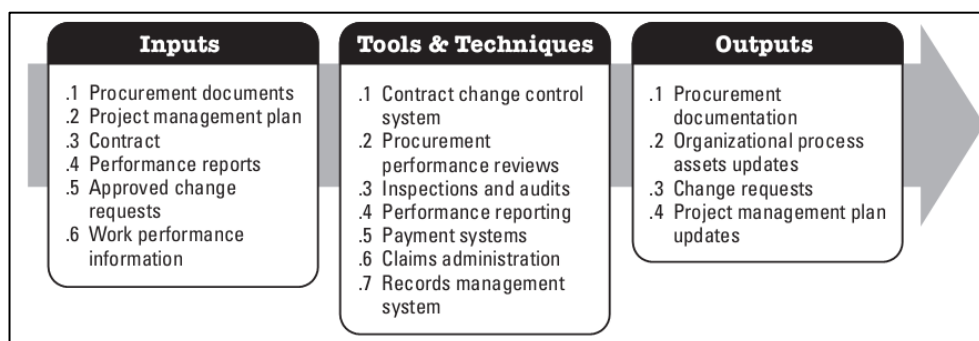 Inputs
.1 Procurement documents
.2 Project management plan
.3 Contract
.4 Performance reports
.5 Approved change
requests
.6 Work performance
information
Tools & Techniques
.1 Contract change control
system
.2 Procurement
performance reviews
.3 Inspections and audits
.4 Performance reporting
.5 Payment systems
.6 Claims administration
.7 Records management
system
Outputs
.1 Procurement
documentation
.2 Organizational process
assets updates
.3 Change requests
.4 Project management plan
updates